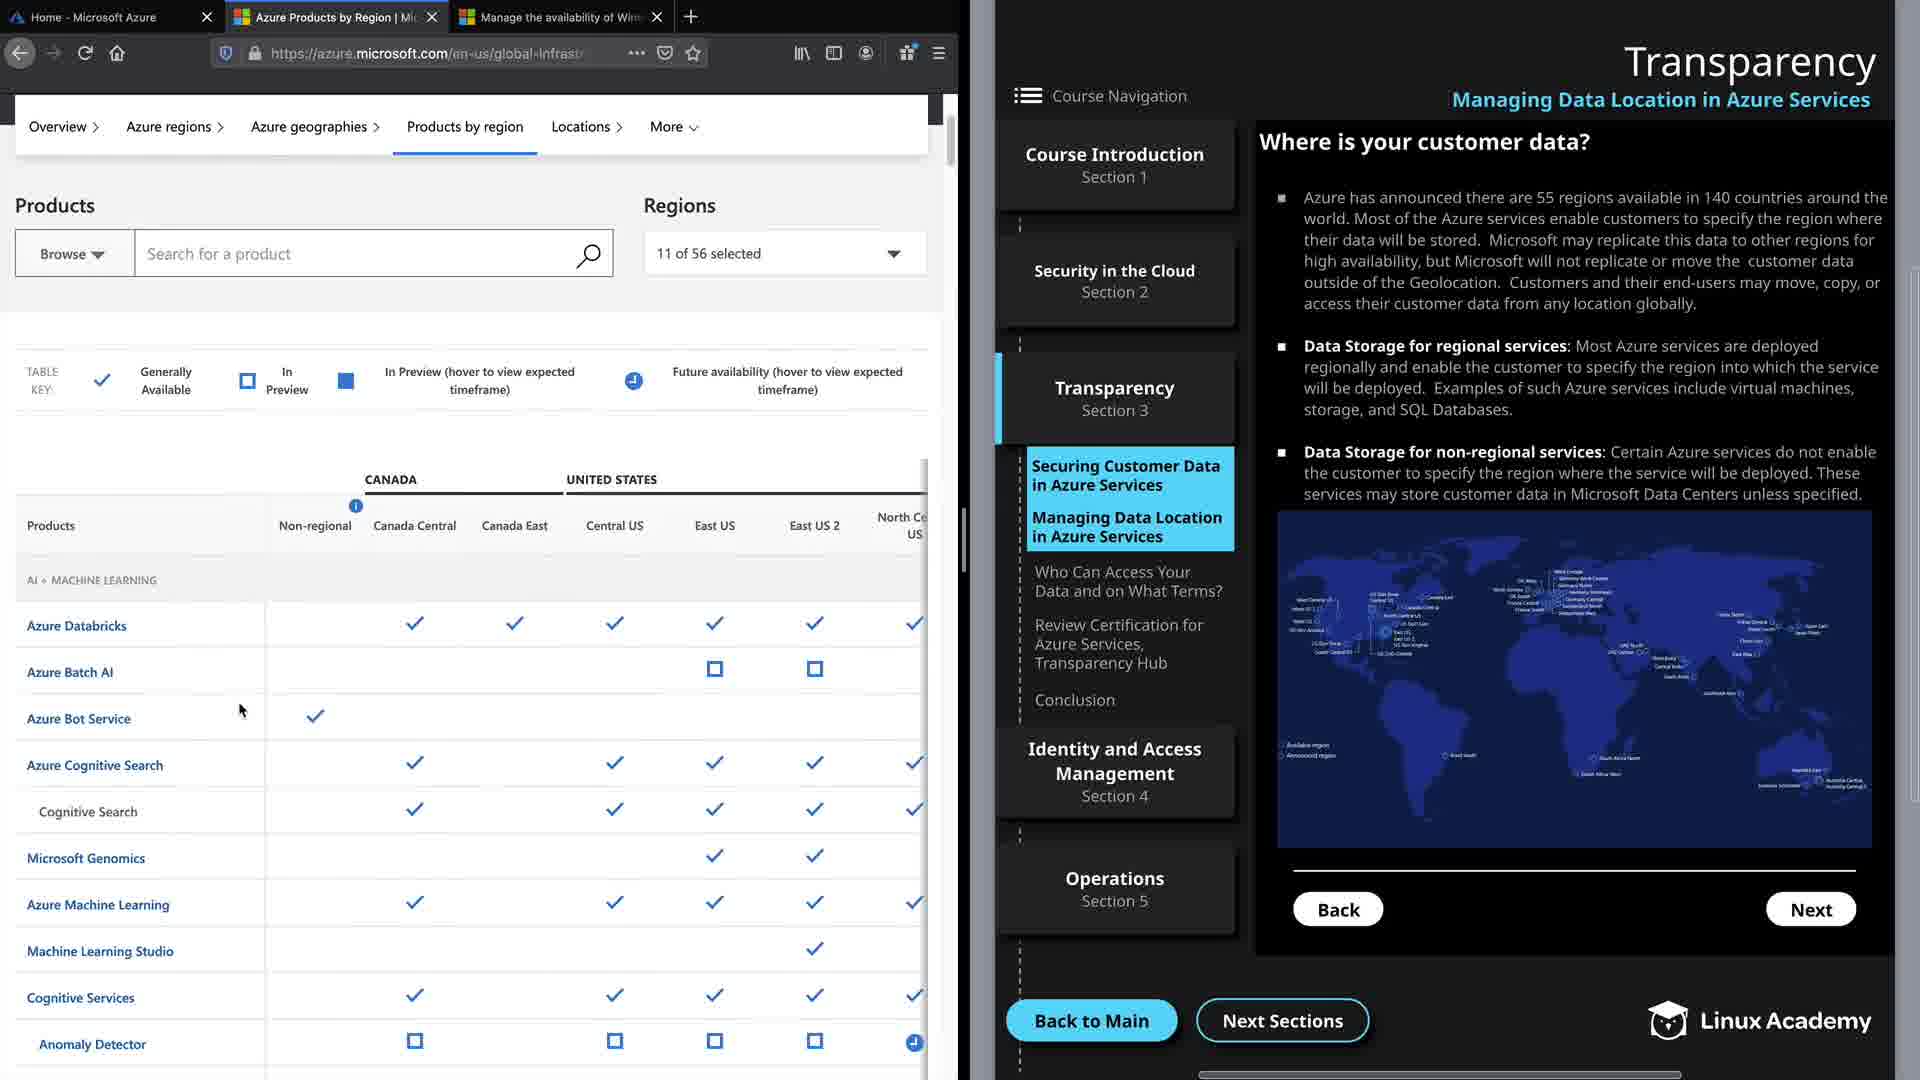 Home - Microsoft Azure
Azure Products by Region | Mic
Manage the availability of Win
https://azure.microsoft.com/en-us/global-infrast
Overview
Azure regions
Azure geographies
Products by region
Locations
More
Products
Regions
Browse
Search for a product
11 of 56 selected
TABLE KEY:
Generally Available
In Preview
In Preview (hover to view expected timeframe)
Future availability (hover to view expected timeframe)
CANADA
UNITED STATES
Products
Non-regional
Canada Central
Canada East
Central US
East US
East US 2
North Ce
US
AI + MACHINE LEARNING
Azure Databricks
Azure Batch AI
Azure Bot Service
Azure Cognitive Search
Cognitive Search
Microsoft Genomics
Azure Machine Learning
Machine Learning Studio
Cognitive Services
Anomaly Detector
Transparency
Managing Data Location in Azure Services
Course Navigation
Course Introduction
Section 1
Security in the Cloud
Section 2
Transparency
Section 3
Securing Customer Data
in Azure Services
Managing Data Location
in Azure Services
Who Can Access Your
Data and on What Terms?
Review Certification for
Azure Services,
Transparency Hub
Conclusion
Identity and Access
Management
Section 4
Operations
Section 5
Where is your customer data?
Azure has announced there are 55 regions available in 140 countries around the
world. Most of the Azure services enable customers to specify the region where
their data will be stored. Microsoft may replicate this data to other regions for
high availability, but Microsoft will not replicate or move the customer data
outside of the Geolocation. Customers and their end-users may move, copy, or
access their customer data from any location globally.
Data Storage for regional services: Most Azure services are deployed
regionally and enable the customer to specify the region into which the service
will be deployed. Examples of such Azure services include virtual machines,
storage, and SQL Databases.
Data Storage for non-regional services: Certain Azure services do not enable
the customer to specify the region where the service will be deployed. These
services may store customer data in Microsoft Data Centers unless specified.
Available region
Announced region
Brazil South
South Africa North
South Africa West
Back
Next
Back to Main
Next Sections
Linux Academy